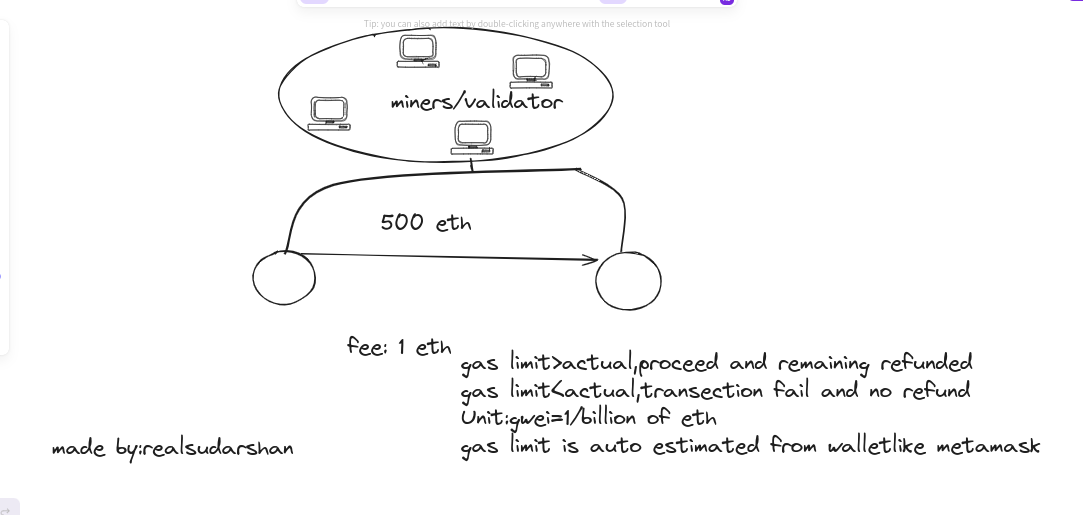 Tip: you can also add text by double-clicking anywhere with the selection tool
miners/validator
500 eth
fee: 1 eth
gas limit>actual,proceed and remaining refunded
gas limit<actual,transection fail and no refund
Unit:gwei=1/billion of eth
gas limit is auto estimated from walletlike metamask
made by:realsudarshan